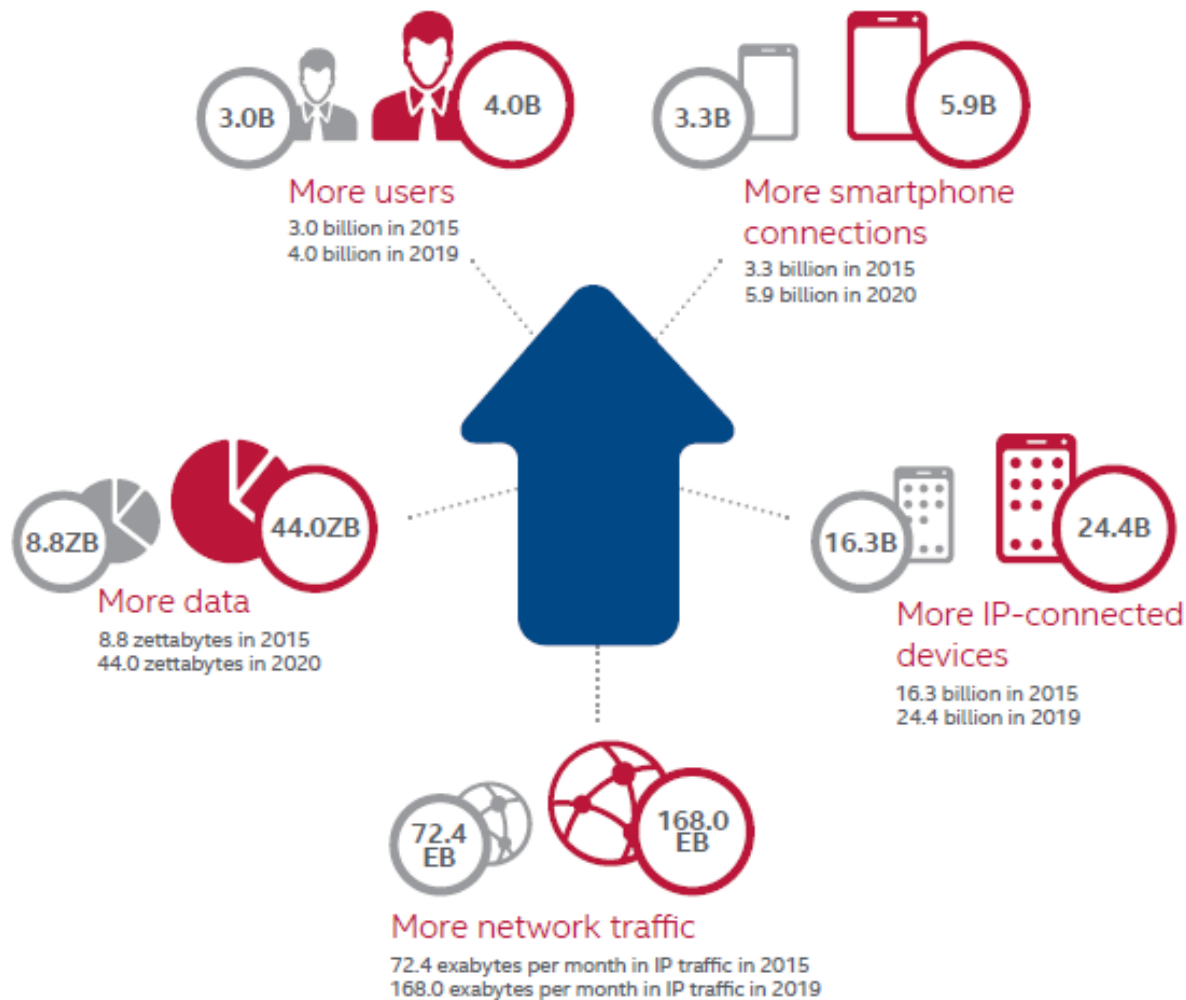 3.0B
4.0B
More users
3.0 billion in 2015
4.0 billion in 2019
3.3B
5.9B
More smartphone
connections
3.3 billion in 2015
5.9 billion in 2020
8.8ZB
44.0ZB
More data
8.8 zettabytes in 2015
44.0 zettabytes in 2020
16.3B
24.4B
More IP-connected
devices
16.3 billion in 2015
24.4 billion in 2019
72.4
EB
168.0
EB
More network traffic
72.4 exabytes per month in IP traffic in 2015
168.0 exabytes per month in IP traffic in 2019